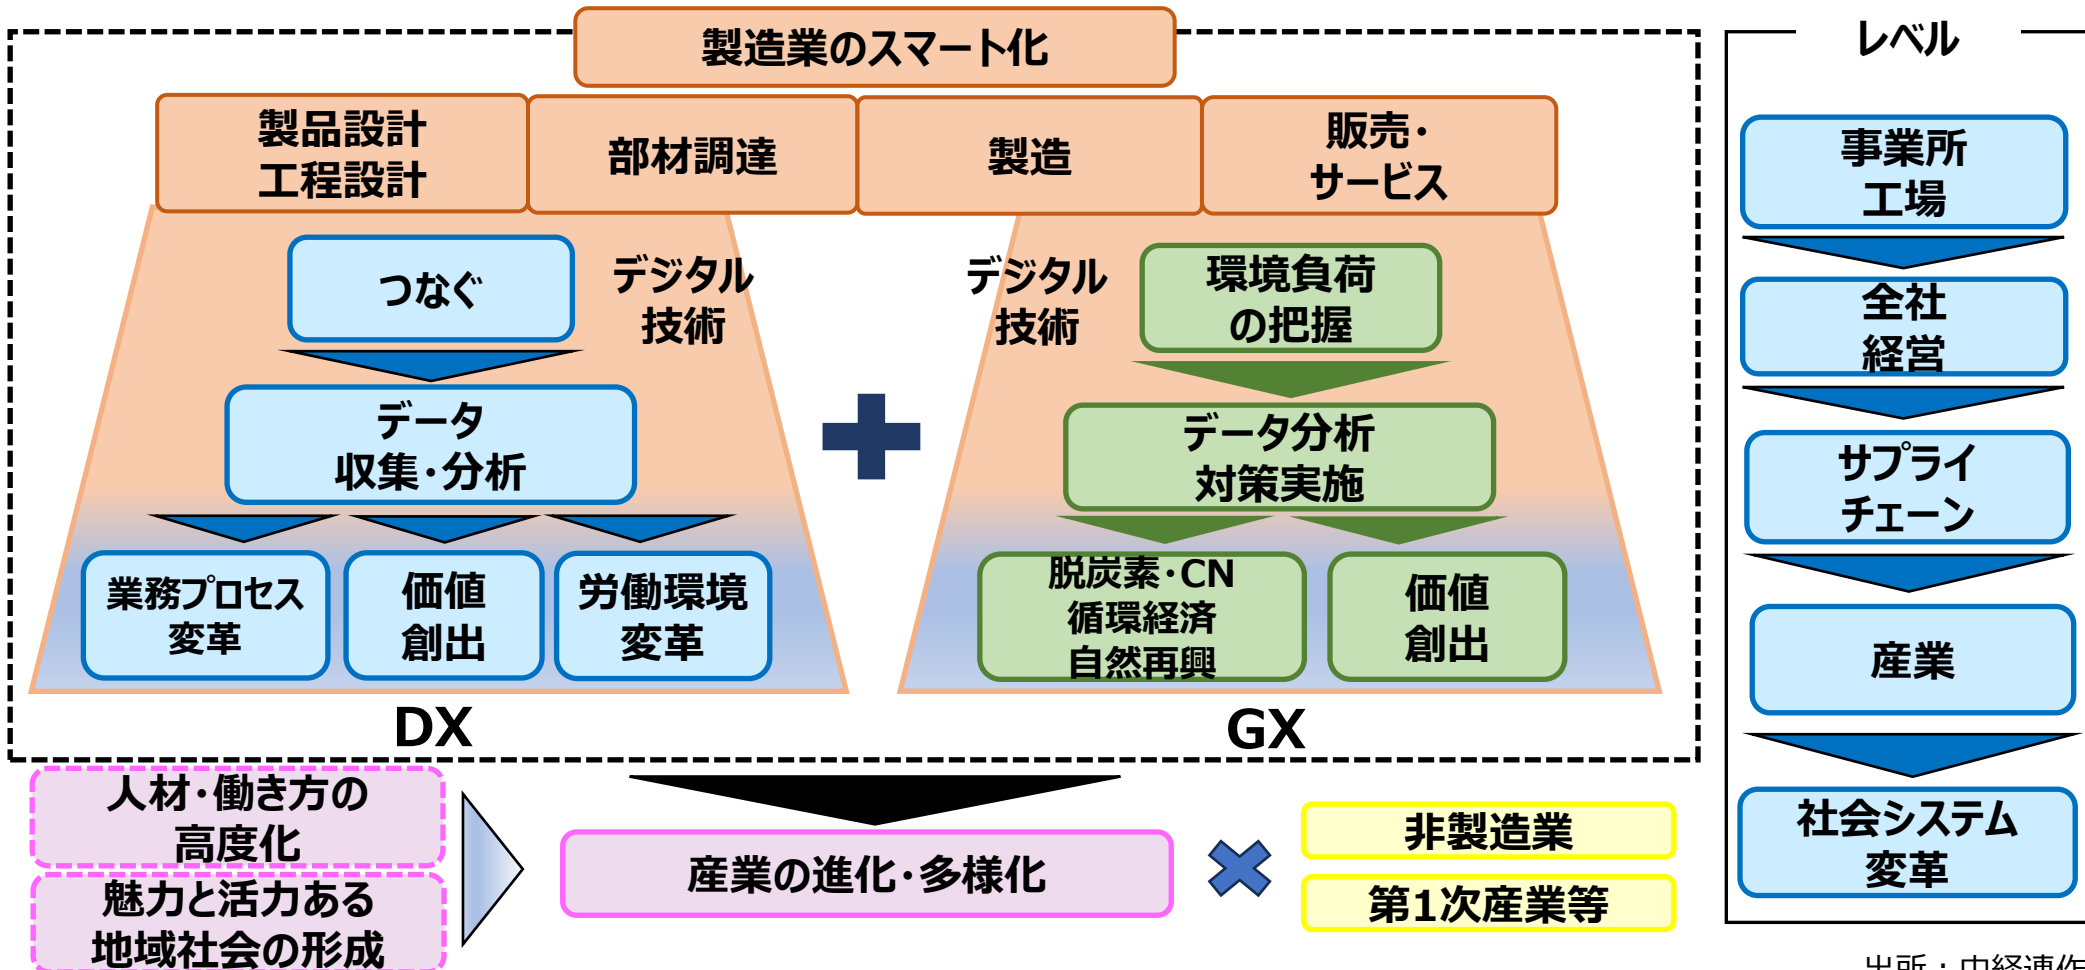 製造業のスマート化
製品設計
工程設計
部材調達
製造
販売・
サービス
つなぐ
デジタル
技術
データ
収集・分析
業務プロセス
変革
価値
創出
労働環境
変革
DX
デジタル
技術
環境負荷
の把握
データ分析
対策実施
脱炭素・CN
循環経済
自然再興
価値
創出
GX
人材・働き方の
高度化
魅力と活力ある
地域社会の形成
産業の進化・多様化
非製造業
第1次産業等
レベル
事業所
工場
全社
経営
サプライ
チェーン
産業
社会システム
変革
出所：中経連作